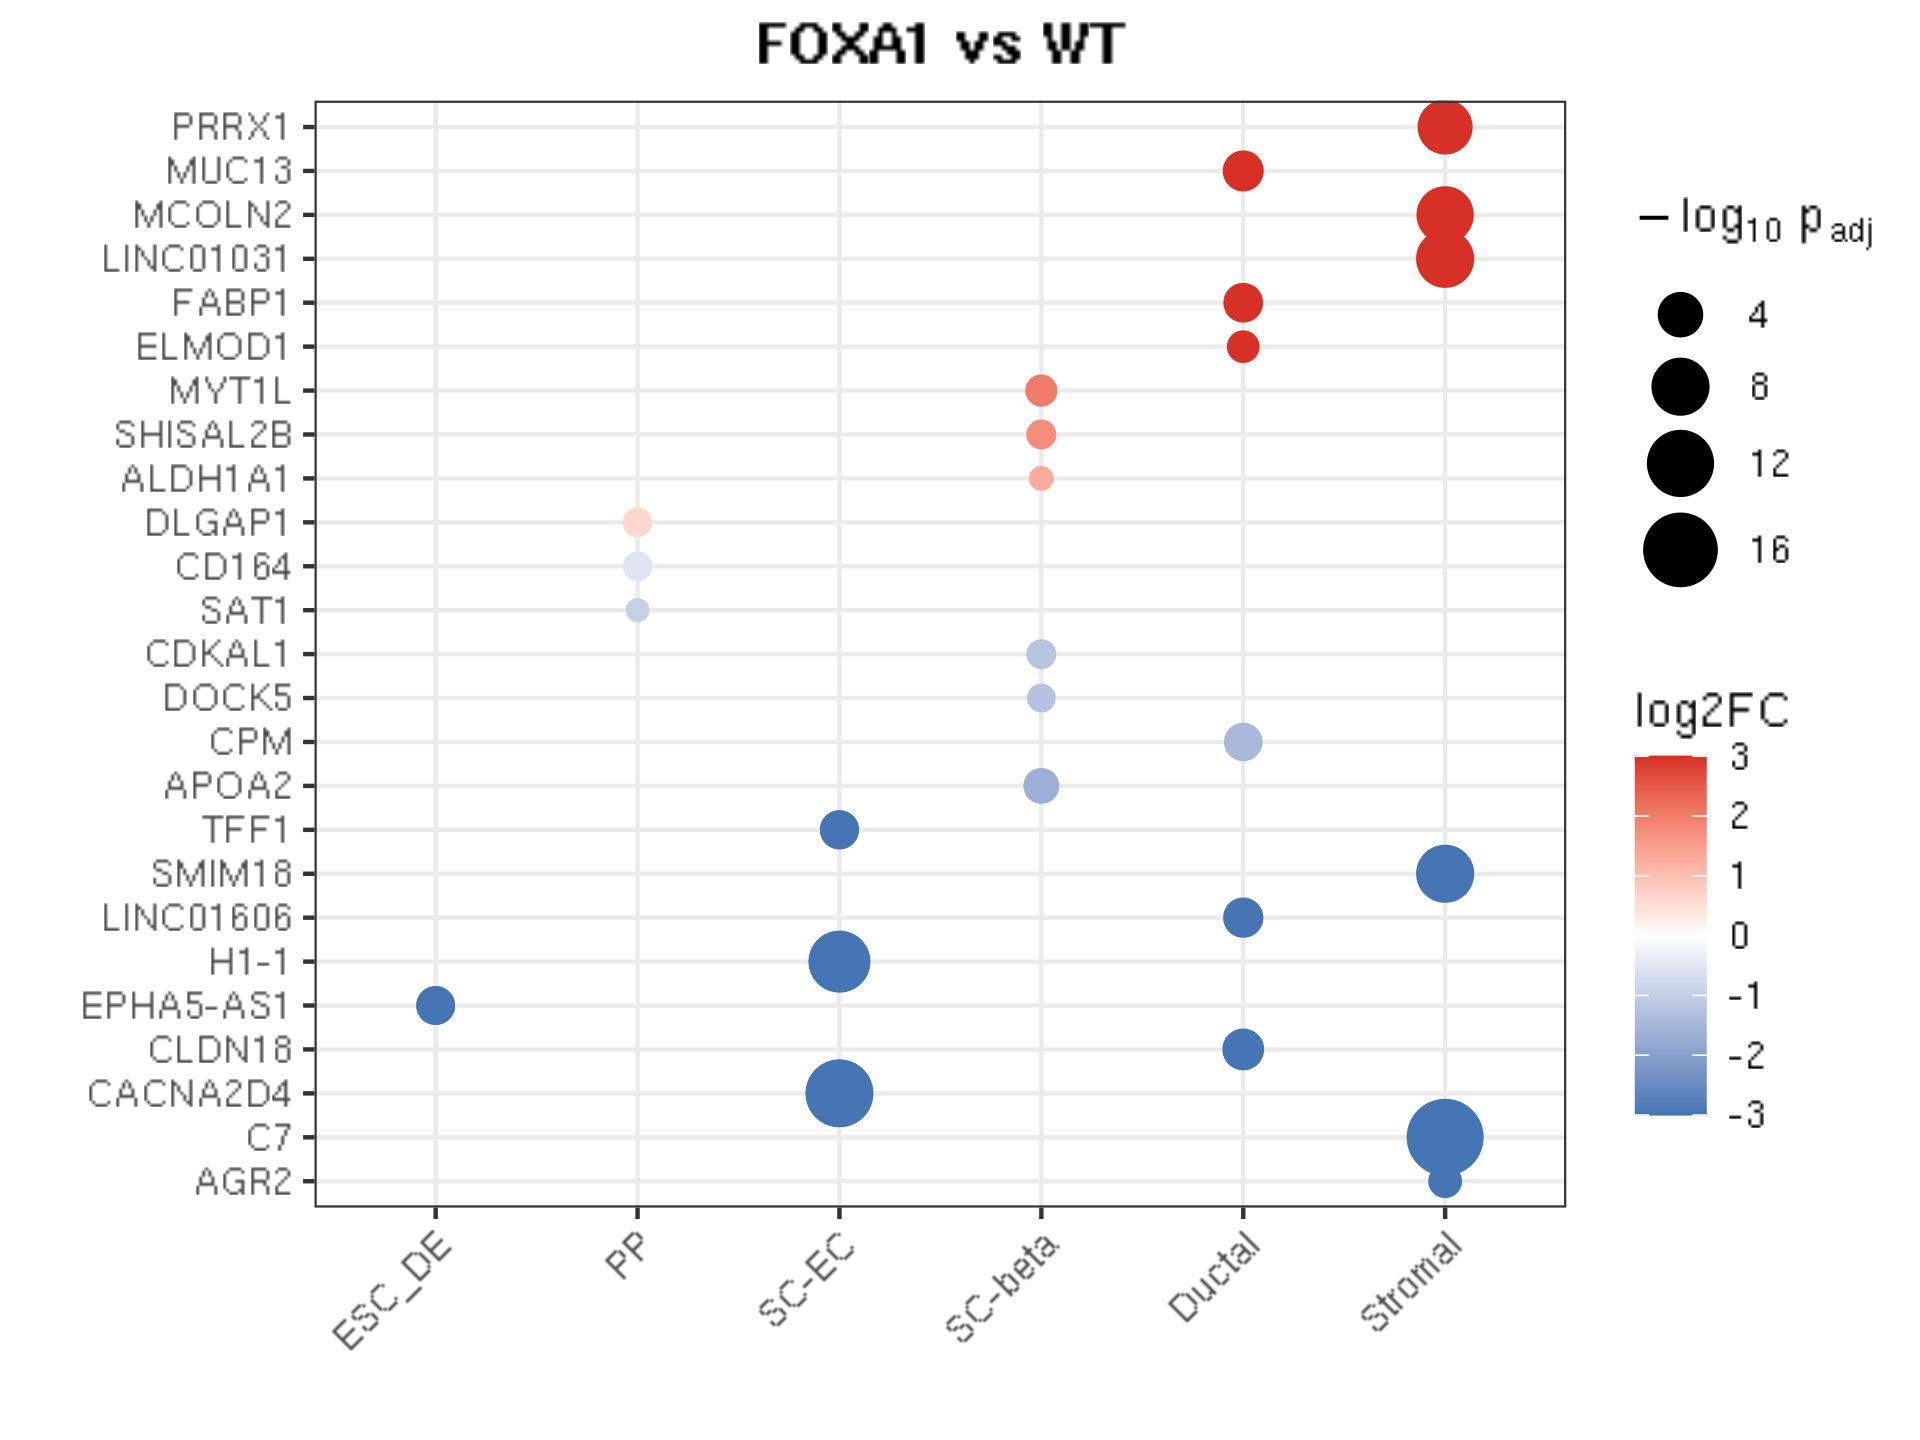 FOXA1 vs WT
PRRX1
MUC13
MCOLN2
LINC01031
FABP1
ELMOD1
MYT1L
SHISAL2B
ALDH1A1
DLGAP1
CD164
SAT1
CDKAL1
DOCK5
CPM
APOA2
TFF1
SMIM18
LINC01606
H1-1
EPHA5-AS1
CLDN18
CACNA2D4
C7
AGR2
ESC_DE
PP
SC-EC
SC-beta
Ductal
Stromal
− log10 padj
4
8
12
16
log2FC
3
2
1
0
-1
-2
-3